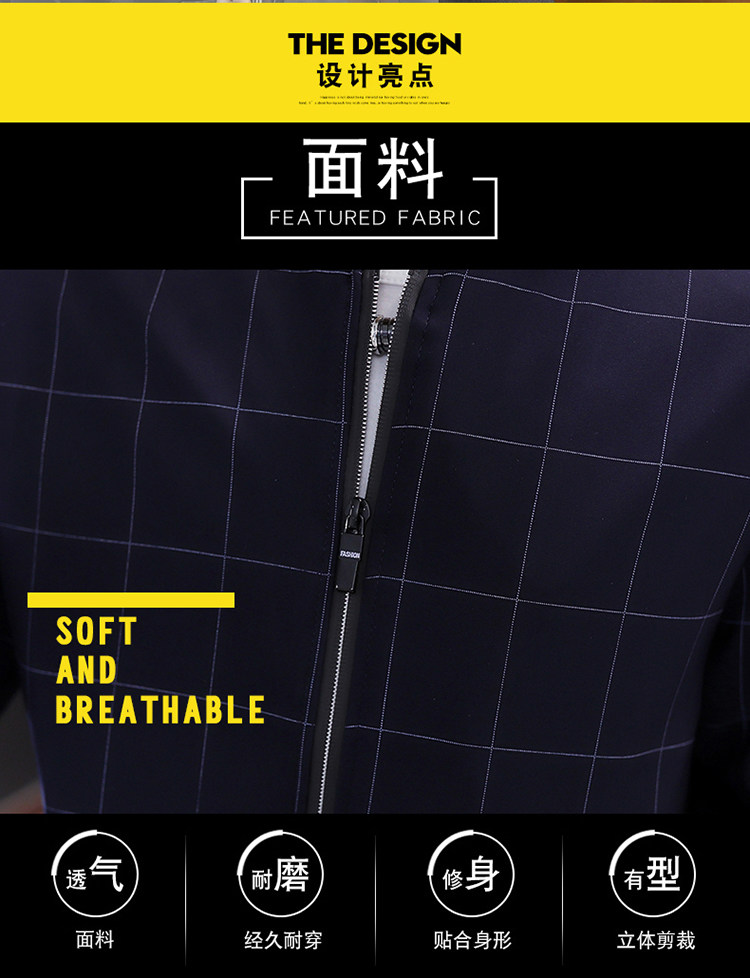 THE DESIGN
设计亮点
面料
FEATURED FABRIC
FASHION
SOFT
AND
BREATHABLE
透气
面料
耐磨
经久耐穿
修身
贴合身形
有型
立体剪裁